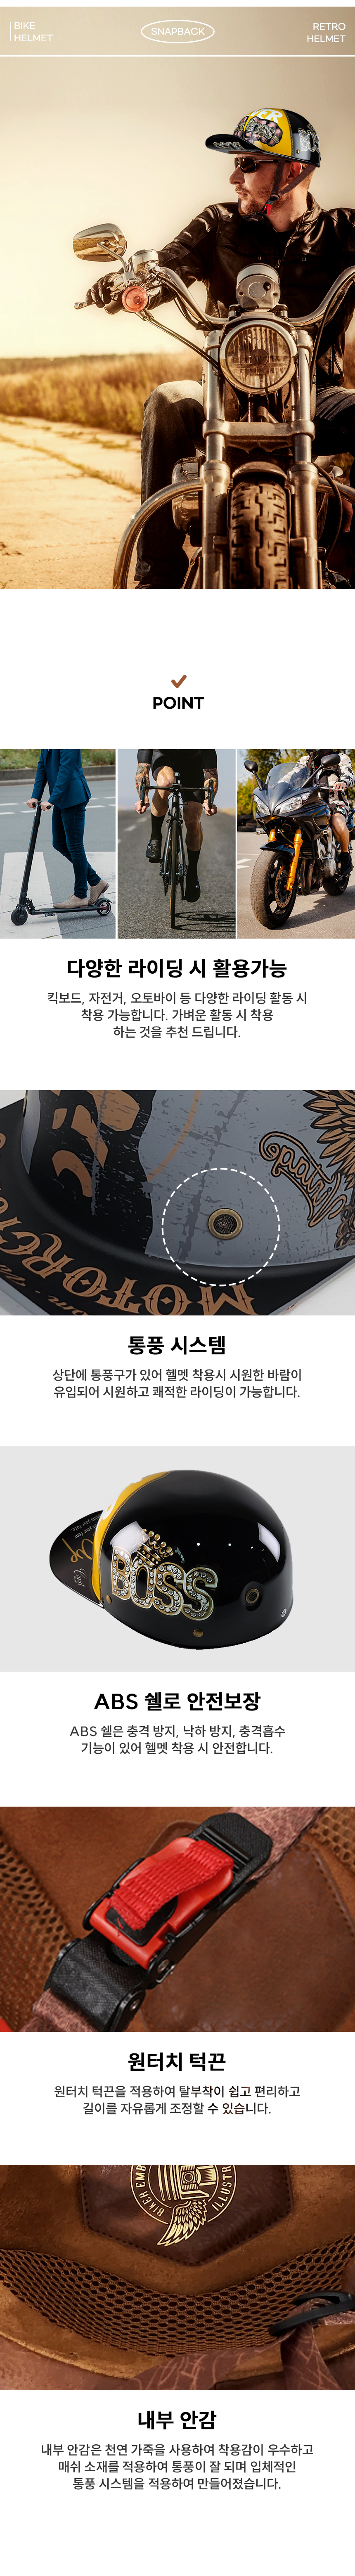 BIKE
HELMET
SNAPBACK
RETRO
HELMET
BOSS
POINT
다양한 라이딩 시 활용가능
킥보드, 자전거, 오토바이 등 다양한 라이딩 활동 시
착용 가능합니다. 가벼운 활동 시 착용
하는 것을 추천 드립니다.
MOTORCYC
통풍 시스템
상단에 통풍구가 있어 헬멧 착용시 시원한 바람이
유입되어 시원하고 쾌적한 라이딩이 가능합니다.
BOSS
ABS 쉘로 안전보장
ABS 쉘은 충격 방지, 낙하 방지, 충격흡수
기능이 있어 헬멧 착용 시 안전합니다.
원터치 턱끈
원터치 턱끈을 적용하여 탈부착이 쉽고 편리하고
길이를 자유롭게 조정할 수 있습니다.
BIKER EMB
내부 안감
내부 안감은 천연 가죽을 사용하여 착용감이 우수하고
매쉬 소재를 적용하여 통풍이 잘 되며 입체적인
통풍 시스템을 적용하여 만들어졌습니다.